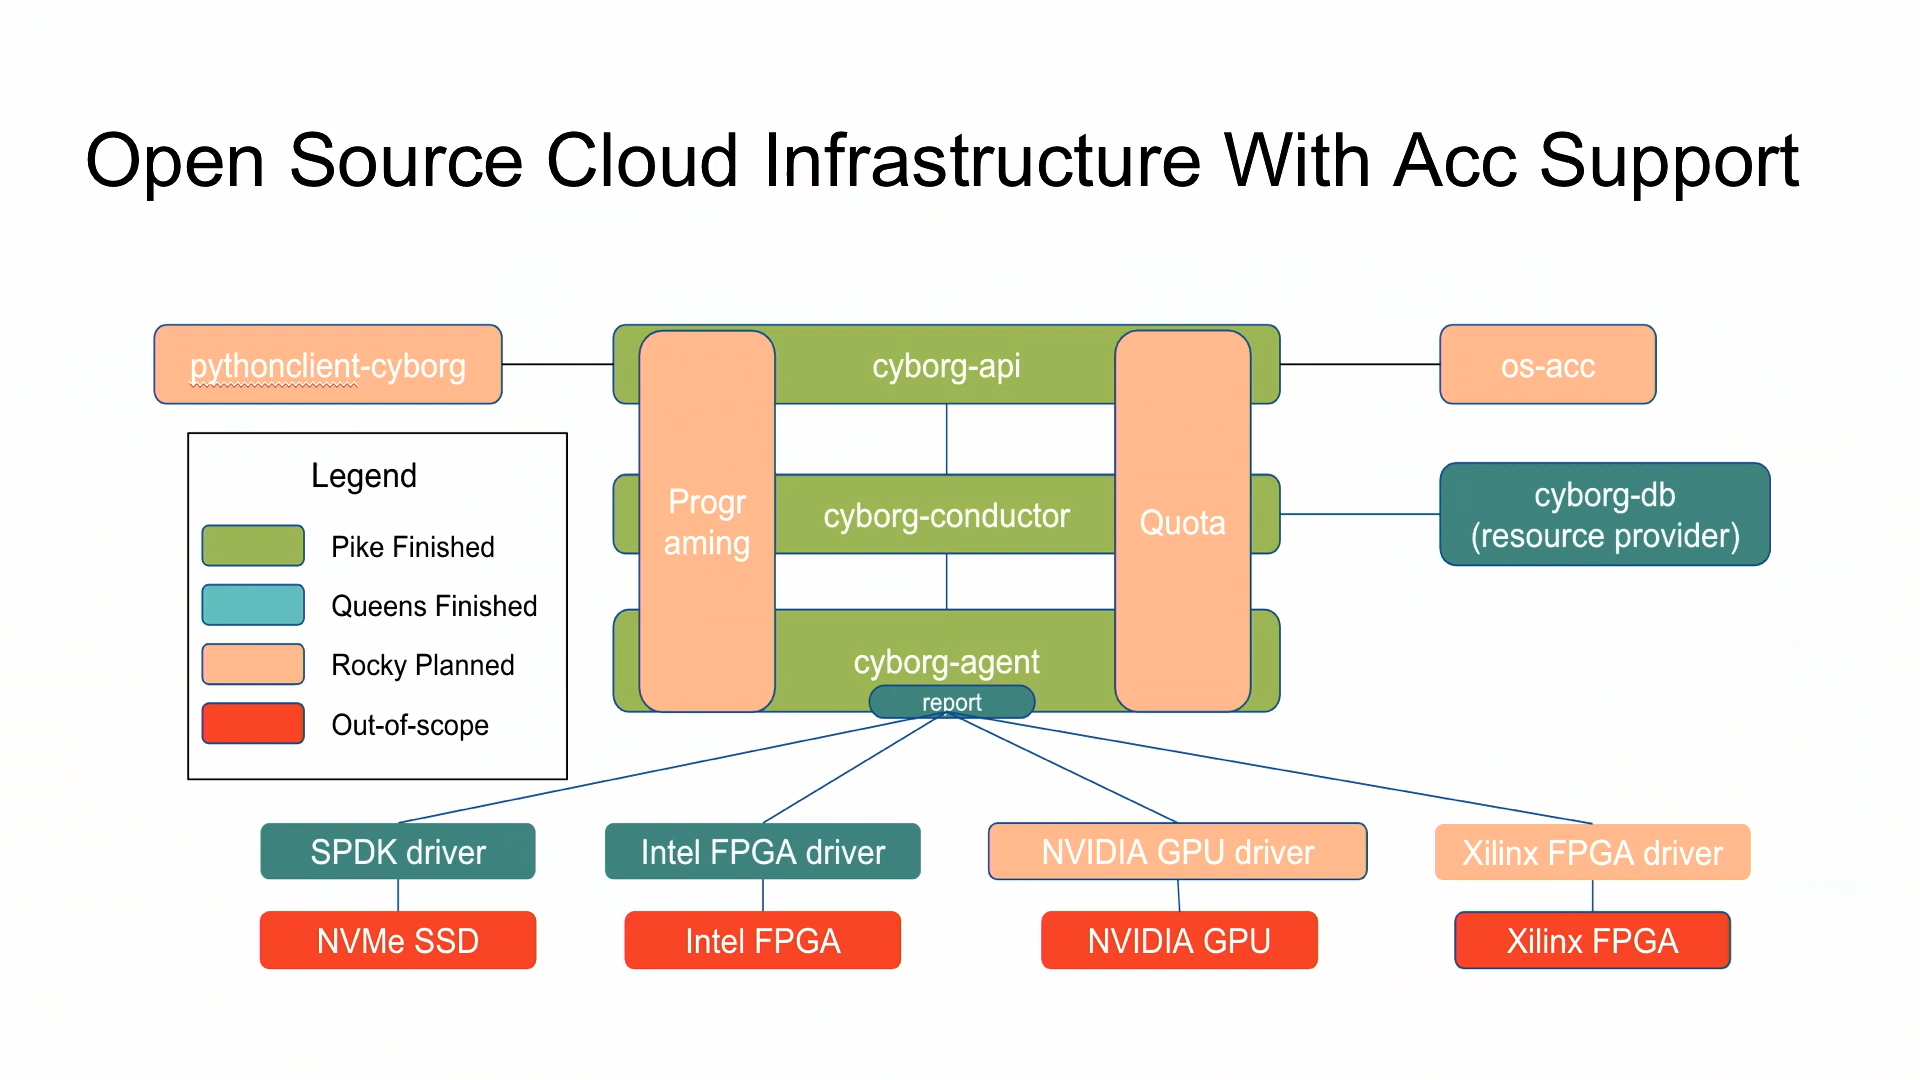 Open Source Cloud Infrastructure With Acc Support
pythonclient-cyborg
cyborg-api
os-acc
Legend
Pike Finished
Queens Finished
Rocky Planned
Out-of-scope
Progr
aming
cyborg-conductor
Quota
cyborg-db
(resource provider)
cyborg-agent
report
SPDK driver
Intel FPGA driver
NVIDIA GPU driver
Xilinx FPGA driver
NVMe SSD
Intel FPGA
NVIDIA GPU
Xilinx FPGA